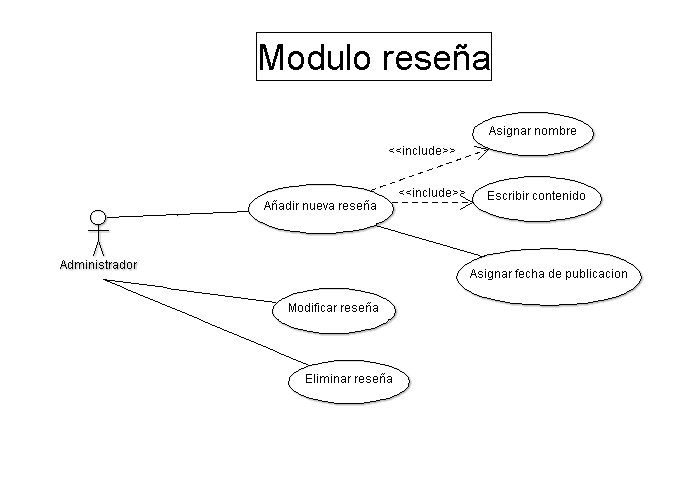 Modulo reseña
Asignar nombre
<<include>>
<<include>>
Escribir contenido
Añadir nueva reseña
Administrador
Asignar fecha de publicacion
Modificar reseña
Eliminar reseña